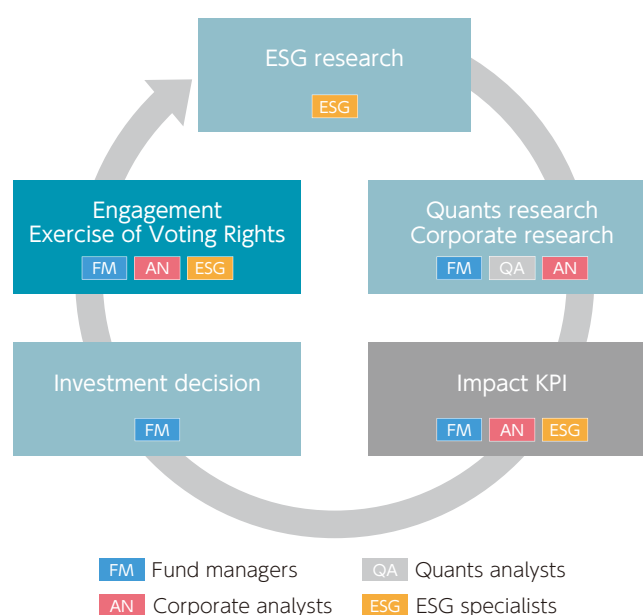 ESG research
ESG
Engagement
Exercise of Voting Rights
FM AN ESG
Quants research
Corporate research
FM QA AN
Investment decision
FM
Impact KPI
FM AN ESG
FM Fund managers
QA Quants analysts
AN Corporate analysts
ESG ESG specialists